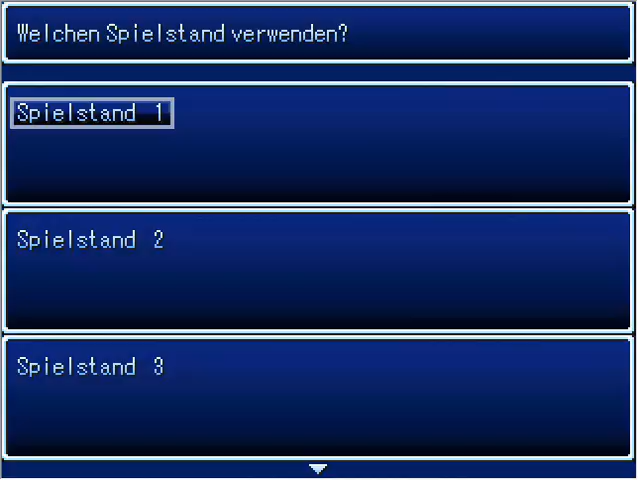 Welchen Spielstand verwenden?
Spielstand 1
Spielstand 2
Spielstand 3